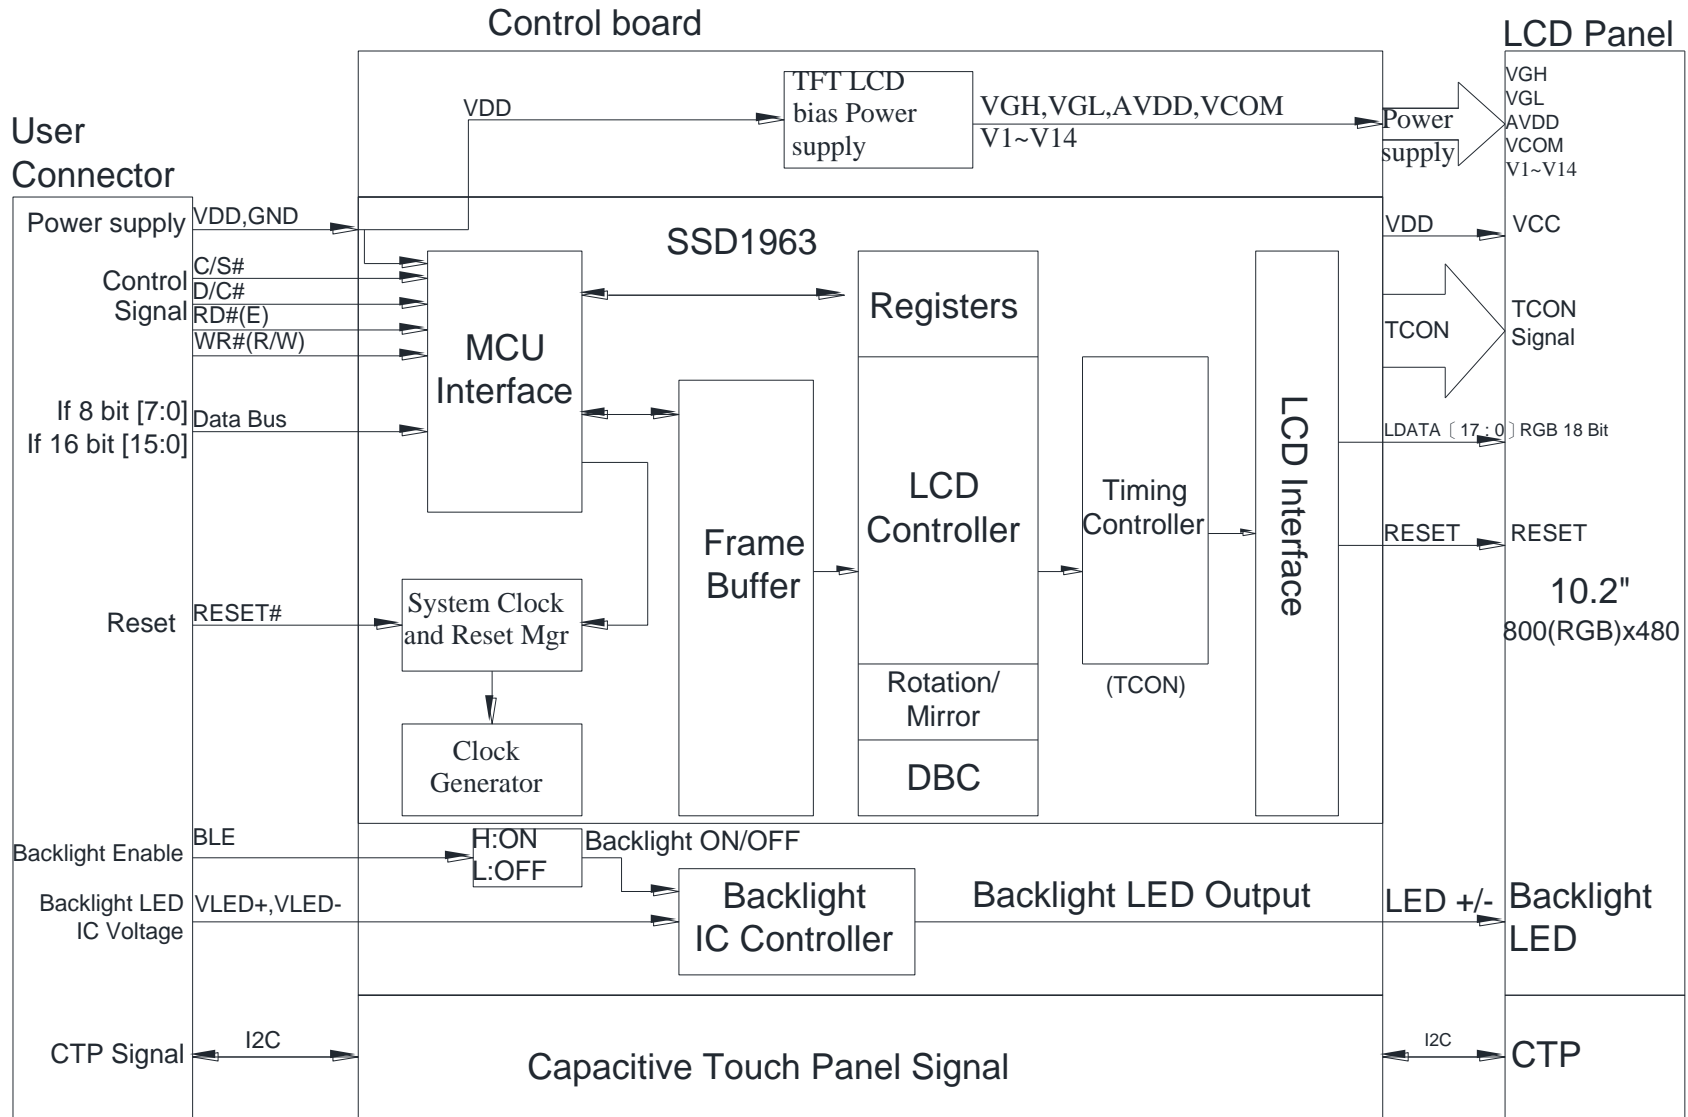 Control board
LCD Panel
User
Connector
TFT LCD
bias Power
supply
VDD
VGH,VGL,AVDD,VCOM
V1~V14
Power
supply
VGH
VGL
AVDD
VCOM
V1~V14
Power supply
VDD,GND
SSD1963
VDD
VCC
Control
Signal
C/S#
D/C#
RD#(E)
WR#(R/W)
MCU
Interface
Registers
TCON
TCON
Signal
If 8 bit [7:0]
If 16 bit [15:0]
Data Bus
LCD
Controller
Timing
Controller
(TCON)
LCD Interface
LDATA〔17 : 0〕RGB 18 Bit
Frame
Buffer
RESET
RESET
10.2"
800(RGB)x480
Reset
RESET#
System Clock
and Reset Mgr
Clock
Generator
Rotation/
Mirror
DBC
Backlight Enable
BLE
H:ON
L:OFF
Backlight ON/OFF
Backlight LED
IC Voltage
VLED+,VLED-
Backlight
IC Controller
Backlight LED Output
LED +/-
Backlight
LED
CTP Signal
I2C
Capacitive Touch Panel Signal
I2C
CTP